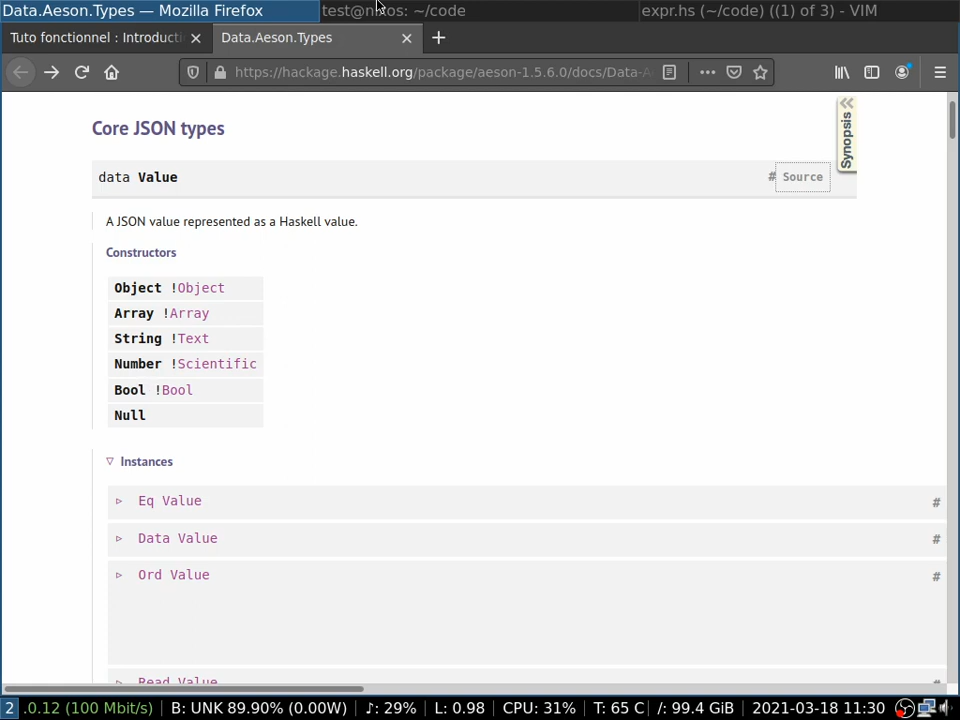 Data.Aeson.Types — Mozilla Firefox test@nixos: ~/code expr.hs (~/code) ((1) of 3) - VIM
Tuto fonctionnel : Introducti Data.Aeson.Types
https://hackage.haskell.org/package/aeson-1.5.6.0/docs/Data-A
Core JSON types
Synopsis
data Value # Source
A JSON value represented as a Haskell value.
Constructors
Object !Object
Array !Array
String !Text
Number !Scientific
Bool !Bool
Null
Instances
Eq Value #
Data Value #
Ord Value #
Read Value #
2 .0.12 (100 Mbit/s) B: UNK 89.90% (0.00W) ♪: 29% L: 0.98 CPU: 31% T: 65 C /: 99.4 GiB 2021-03-18 11:30